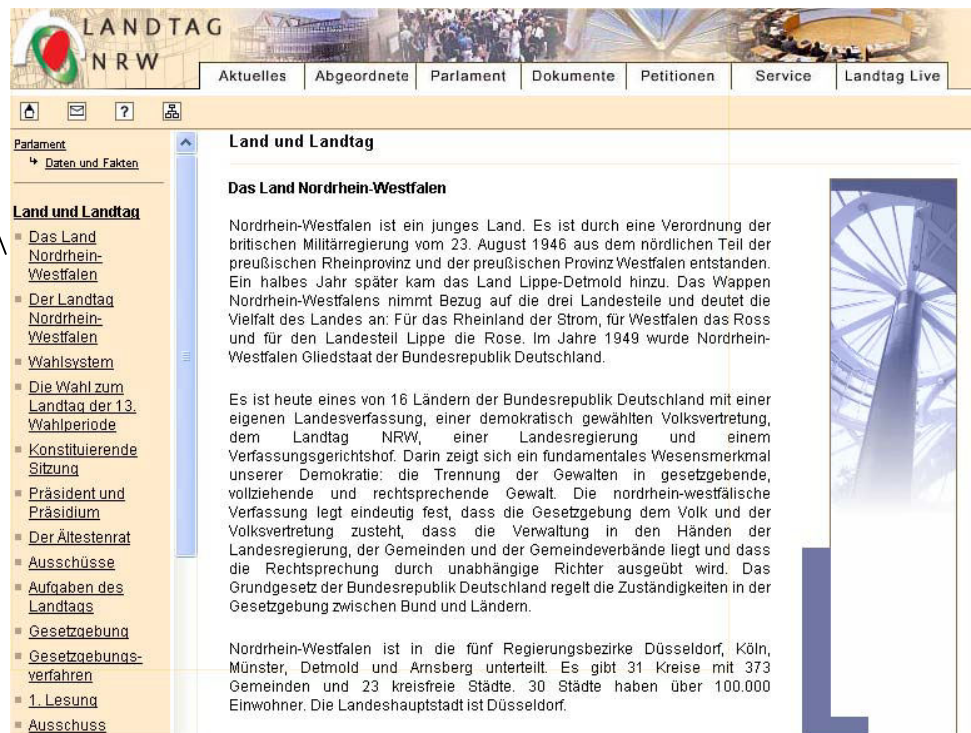 LANDTAG
NRW
Aktuelles
Abgeordnete
Parlament
Dokumente
Petitionen
Service
Landtag Live
?
Parlament
Daten und Fakten
Land und Landtag
Das Land
Nordrhein-
Westfalen
Der Landtag
Nordrhein-
Westfalen
Wahlsystem
Die Wahl zum
Landtag der 13.
Wahlperiode
Konstituierende
Sitzung
Präsident und
Präsidium
Der Ältestenrat
Ausschüsse
Aufgaben des
Landtags
Gesetzgebung
Gesetzgebungs-
verfahren
1. Lesung
Ausschuss
Land und Landtag
Das Land Nordrhein-Westfalen
Nordrhein-Westfalen ist ein junges Land. Es ist durch eine Verordnung der
britischen Militärregierung vom 23. August 1946 aus dem nördlichen Teil der
preußischen Rheinprovinz und der preußischen Provinz Westfalen entstanden.
Ein halbes Jahr später kam das Land Lippe-Detmold hinzu. Das Wappen
Nordrhein-Westfalens nimmt Bezug auf die drei Landesteile und deutet die
Vielfalt des Landes an: Für das Rheinland der Strom, für Westfalen das Ross
und für den Landesteil Lippe die Rose. Im Jahre 1949 wurde Nordrhein-
Westfalen Gliedstaat der Bundesrepublik Deutschland.
Es ist heute eines von 16 Ländern der Bundesrepublik Deutschland mit einer
eigenen Landesverfassung, einer demokratisch gewählten Volksvertretung,
dem Landtag NRW, einer Landesregierung und einem
Verfassungsgerichtshof. Darin zeigt sich ein fundamentales Wesensmerkmal
unserer Demokratie: die Trennung der Gewalten in gesetzgebende,
vollziehende und rechtsprechende Gewalt. Die nordrhein-westfälische
Verfassung legt eindeutig fest, dass die Gesetzgebung dem Volk und der
Volksvertretung zusteht, dass die Verwaltung in den Händen der
Landesregierung, der Gemeinden und der Gemeindeverbände liegt und dass
die Rechtsprechung durch unabhängige Richter ausgeübt wird. Das
Grundgesetz der Bundesrepublik Deutschland regelt die Zuständigkeiten in der
Gesetzgebung zwischen Bund und Ländern.
Nordrhein-Westfalen ist in die fünf Regierungsbezirke Düsseldorf, Köln,
Münster, Detmold und Arnsberg unterteilt. Es gibt 31 Kreise mit 373
Gemeinden und 23 kreisfreie Städte. 30 Städte haben über 100.000
Einwohner. Die Landeshauptstadt ist Düsseldorf.